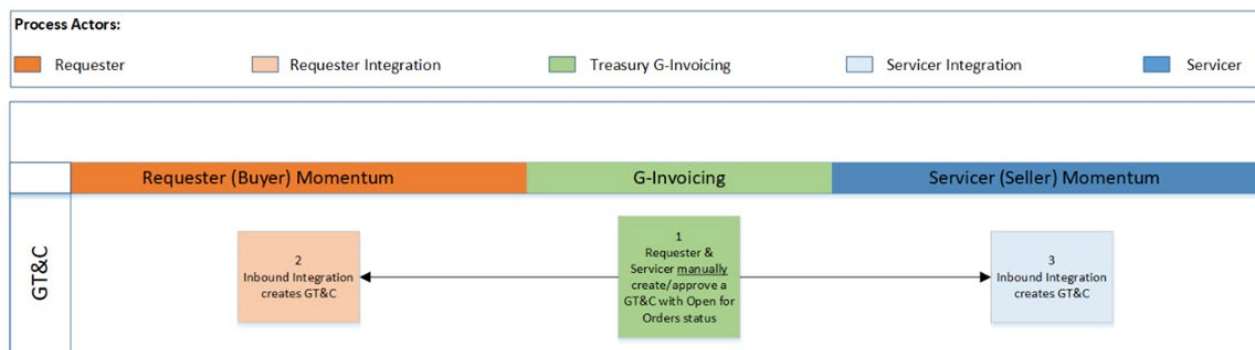 Process Actors:
Requester
Requester Integration
Treasury G-Invoicing
Servicer Integration
Servicer
Requester (Buyer) Momentum
G-Invoicing
Servicer (Seller) Momentum
GT&C
2
Inbound Integration
creates GT&C
1
Requester &
Servicer manually
create/approve a
GT&C with Open for
Orders status
3
Inbound Integration
creates GT&C